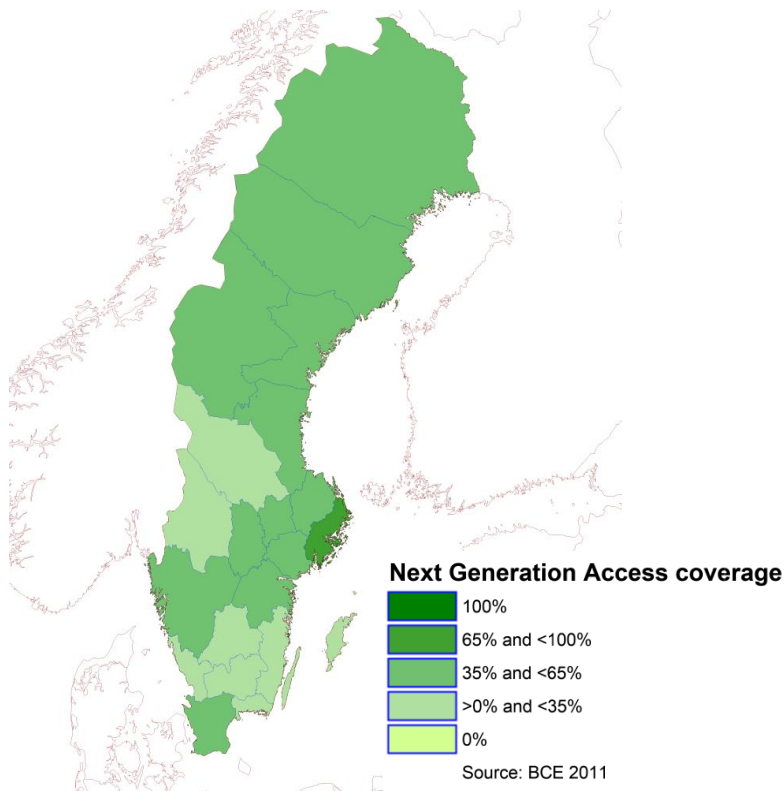 Next Generation Access coverage
100%
65% and <100%
35% and <65%
>0% and <35%
0%
Source: BCE 2011